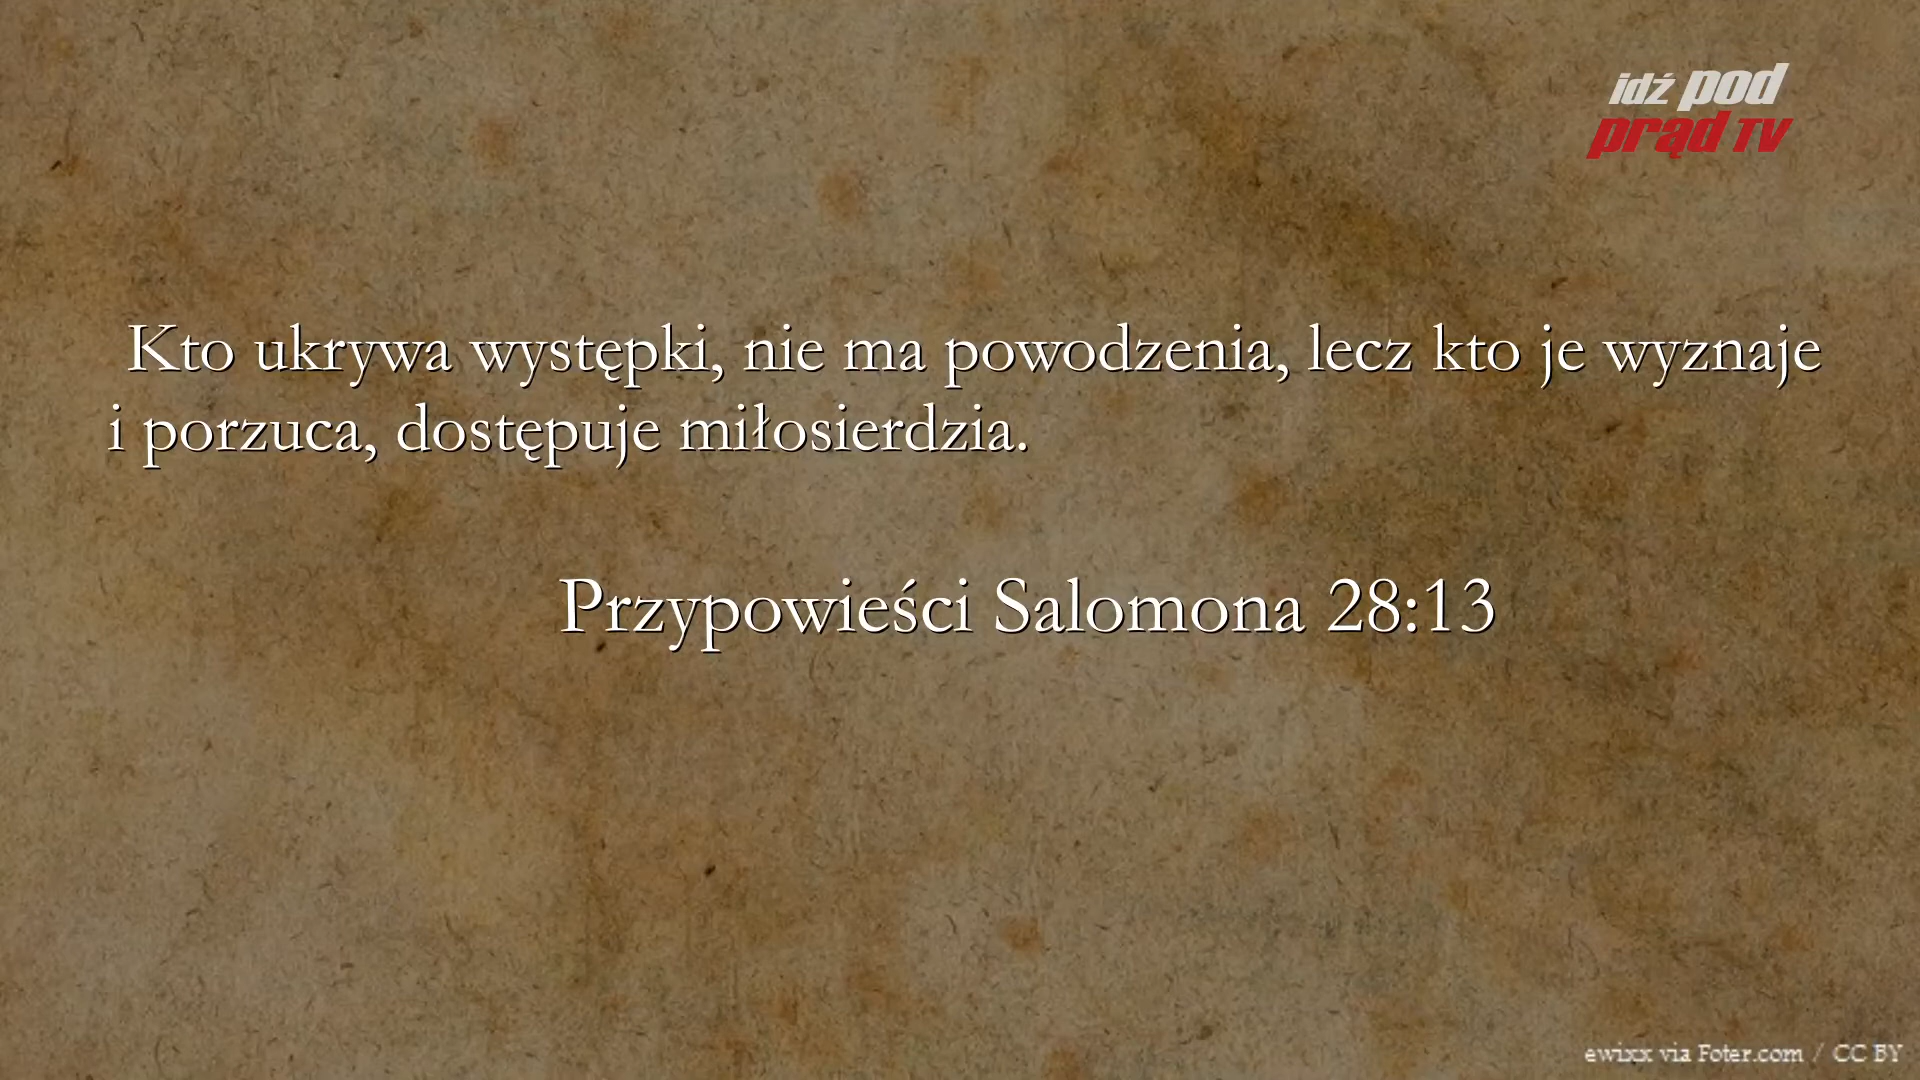 idź pod
prąd TV
Kto ukrywa występki, nie ma powodzenia, lecz kto je wyznaje
i porzuca, dostępuje miłosierdzia.
Przypowieści Salomona 28:13
ewixx via Foter.com / CC BY